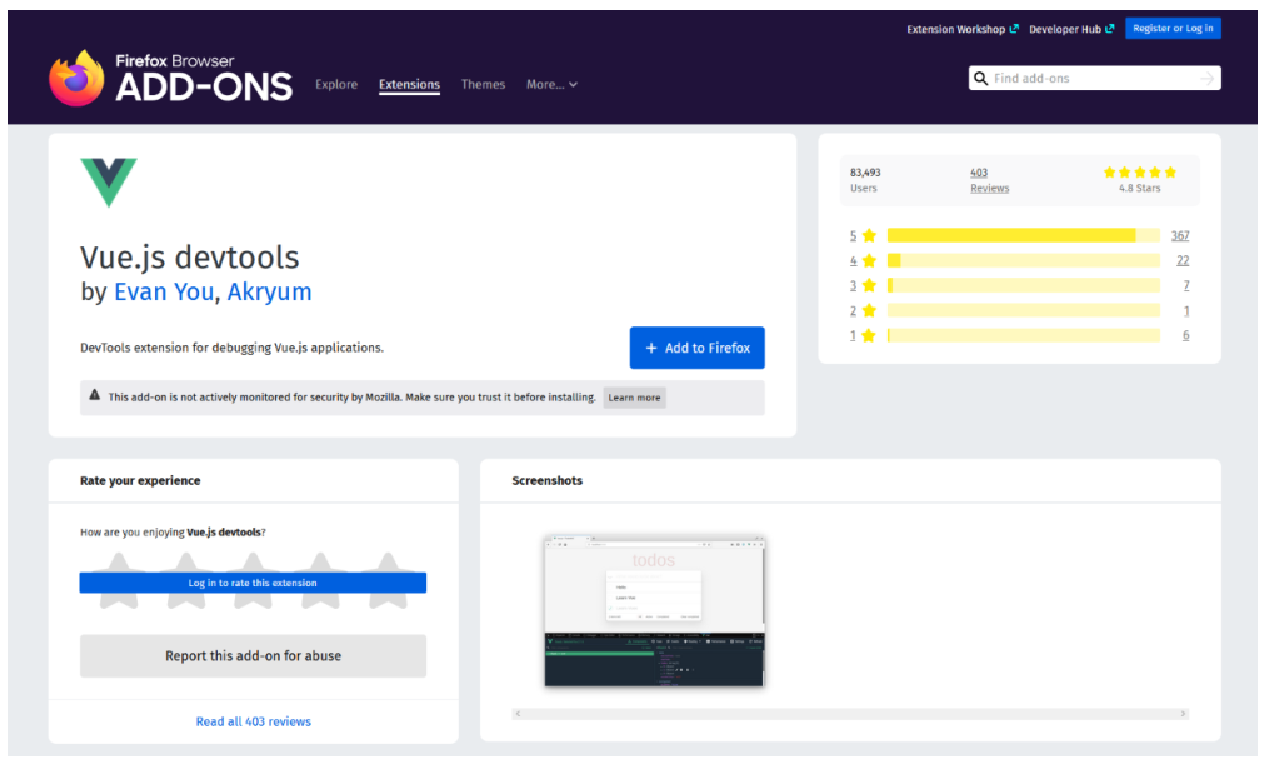 Extension Workshop Developer Hub Register or Log in
Firefox Browser
ADD-ONS Explore Extensions Themes More... Find add-ons
Vue.js devtools
by Evan You, Akryum
DevTools extension for debugging Vue.js applications.
+ Add to Firefox
This add-on is not actively monitored for security by Mozilla. Make sure you trust it before installing. Learn more
83,493 403
Users Reviews 4.8 Stars
5 367
4 22
3 7
2 1
1 6
Rate your experience
How are you enjoying Vue.js devtools?
Log in to rate this extension
Report this add-on for abuse
Read all 403 reviews
Screenshots
todos